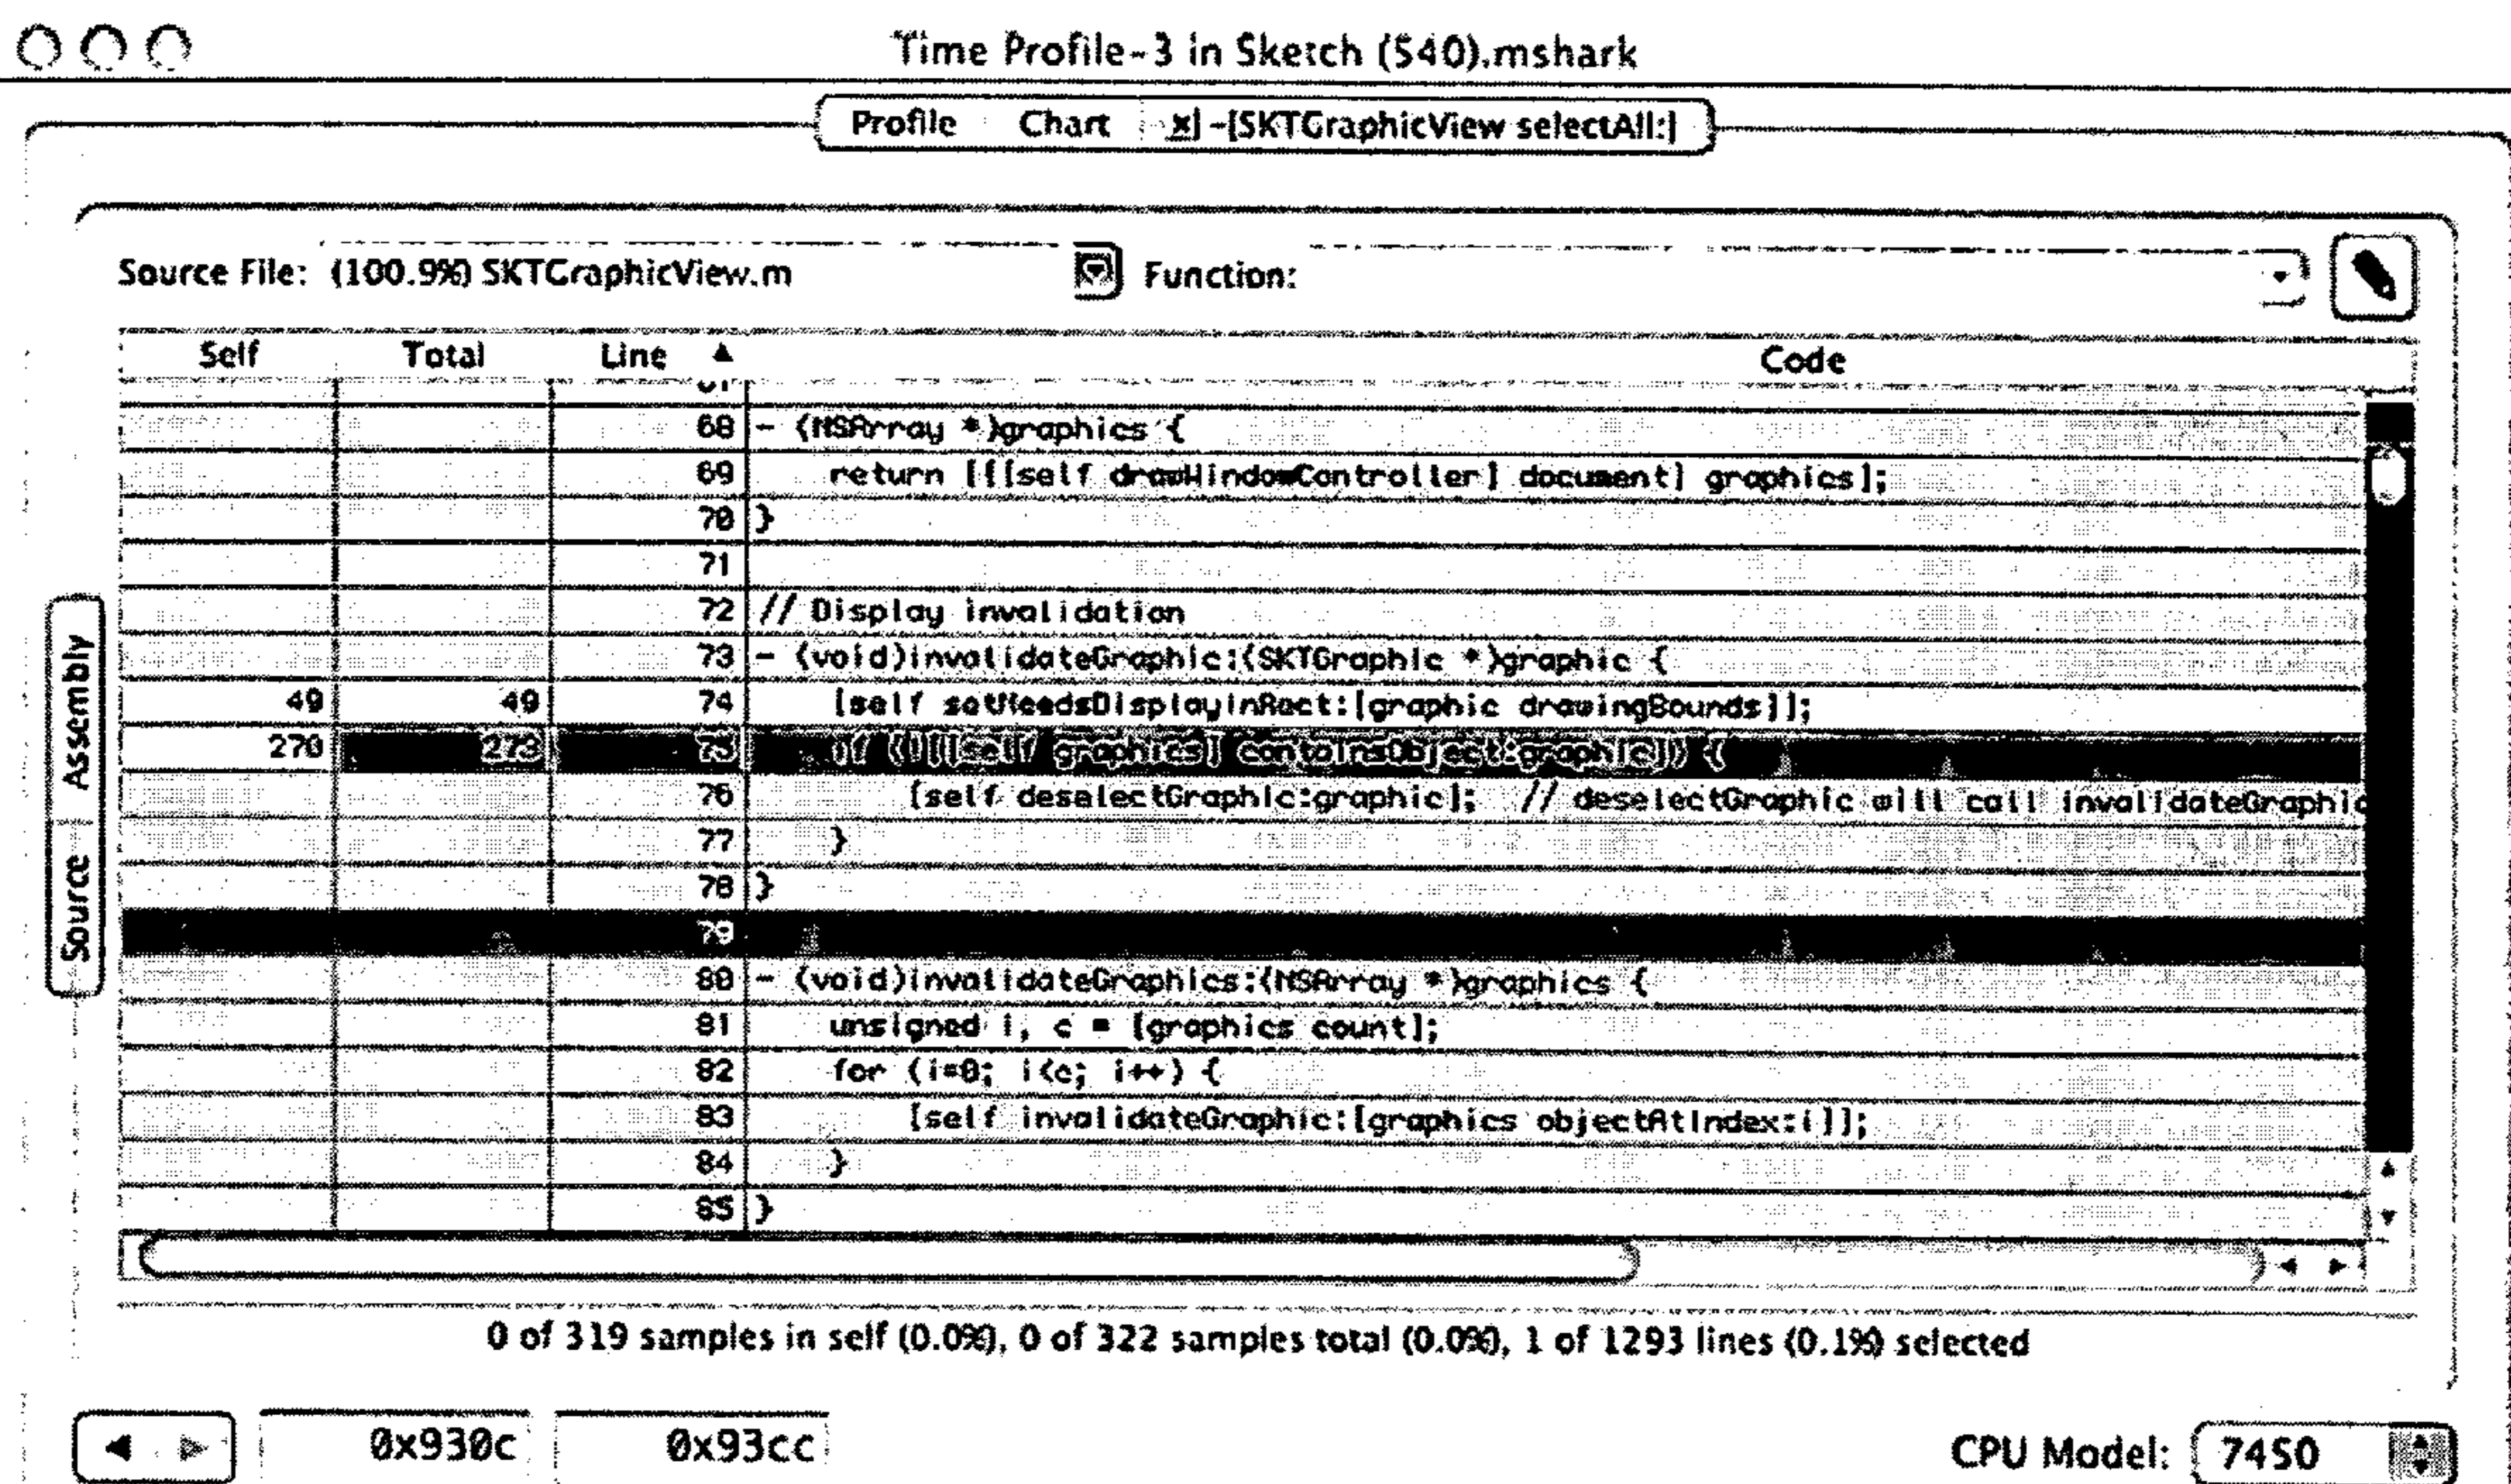 Time Profile-3 in Sketch (540).mshark
Profile Chart x -[SKTGraphicView selectAll:]
Source File: (100.9%) SKTGraphicView.m Function:
Self Total Line Code
68 - (NSArray *)graphics {
69 return [[[self drawWindowController] document] graphics];
70 }
71
72 // Display invalidation
73 - (void)invalidateGraphic:(SKTGraphic *)graphic {
49 49 74 [self setNeedsDisplayInRect:[graphic drawingBounds]];
270 273 75 if (![[self graphics] containsObject:graphic]) {
76 [self deselectGraphic:graphic]; // deselectGraphic will call invalidateGraphic
77 }
78 }
79
80 - (void)invalidateGraphics:(NSArray *)graphics {
81 unsigned i, c = [graphics count];
82 for (i=0; i<c; i++) {
83 [self invalidateGraphic:[graphics objectAtIndex:i]];
84 }
85 }
Source Assembly
0 of 319 samples in self (0.0%), 0 of 322 samples total (0.0%), 1 of 1293 lines (0.1%) selected
0x930c 0x93cc CPU Model: 7450